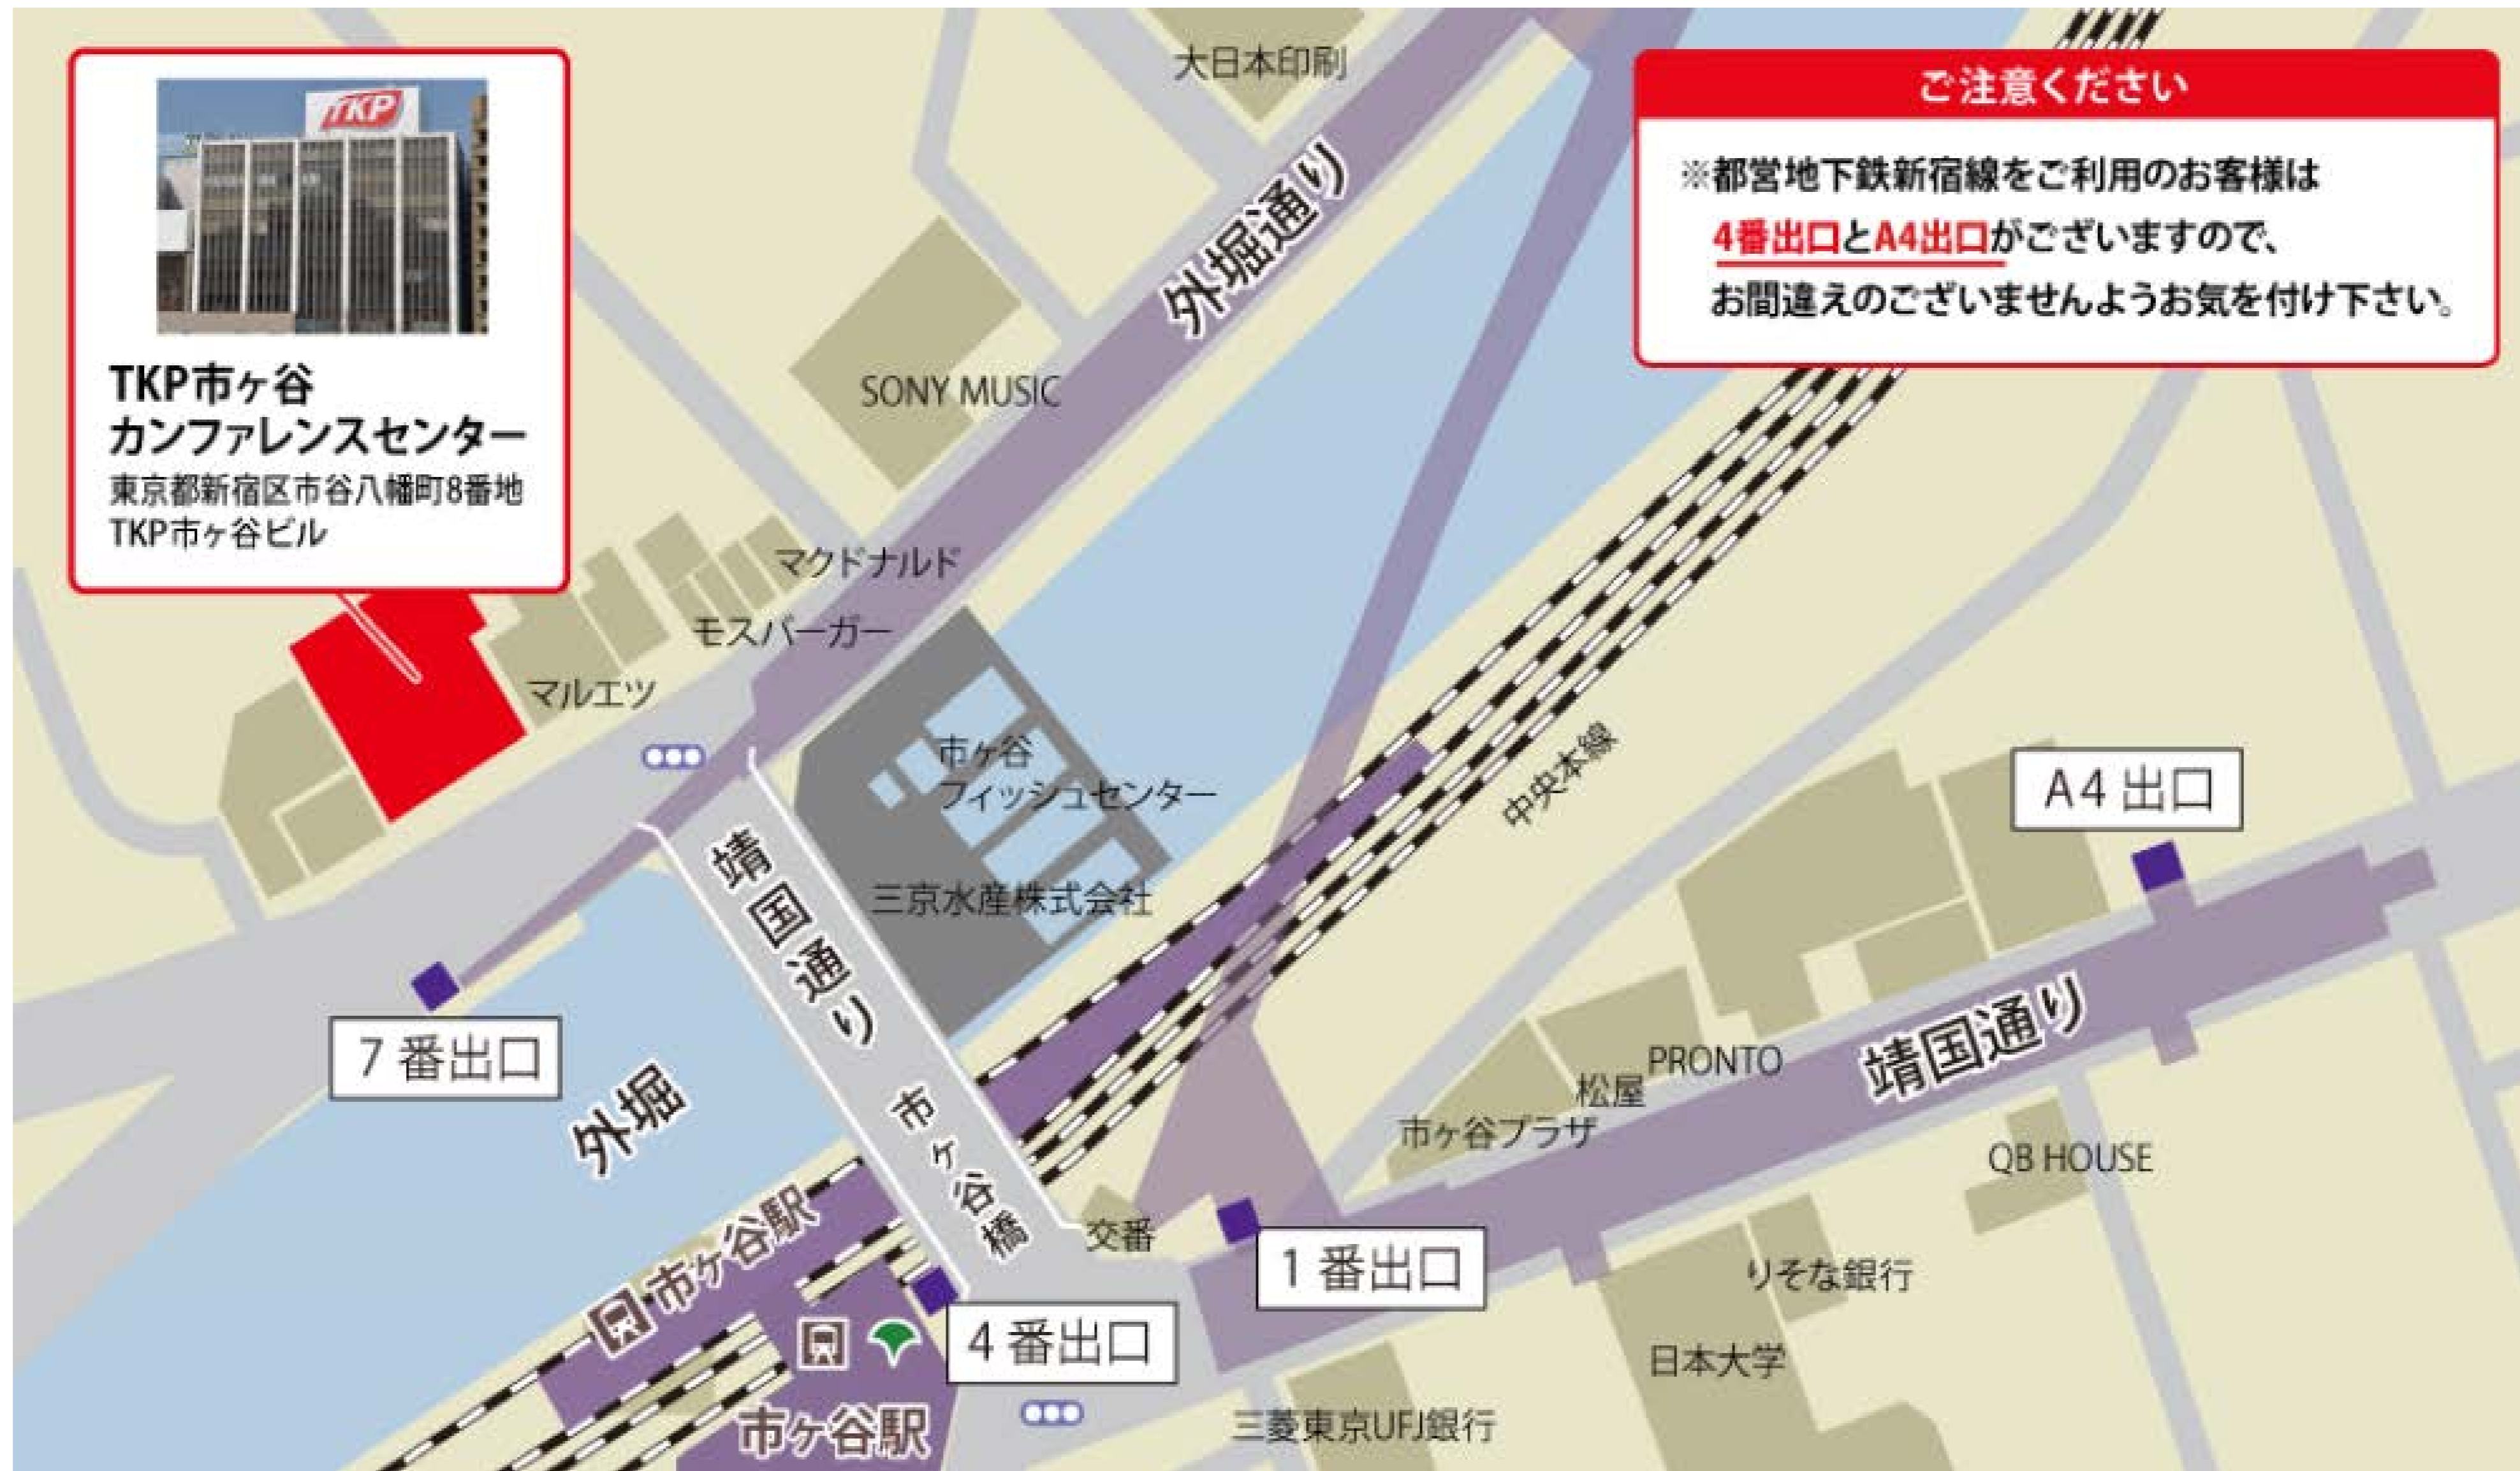 TKP
TKP市ヶ谷
カンファレンスセンター
東京都新宿区市谷八幡町8番地
TKP市ヶ谷ビル
ご注意ください
※都営地下鉄新宿線をご利用のお客様は
4番出口とA4出口がございますので、
お間違えのございませんようお気を付け下さい。
大日本印刷
外堀通り
SONY MUSIC
マクドナルド
モスバーガー
マルエツ
市ヶ谷
フィッシュセンター
三京水産株式会社
中央本線
A4出口
靖国通り
市ヶ谷橋
7番出口
外堀
靖国通り
PRONTO
松屋
市ヶ谷プラザ
QB HOUSE
交番
1番出口
りそな銀行
市ヶ谷駅
4番出口
日本大学
市ヶ谷駅
三菱東京UFJ銀行